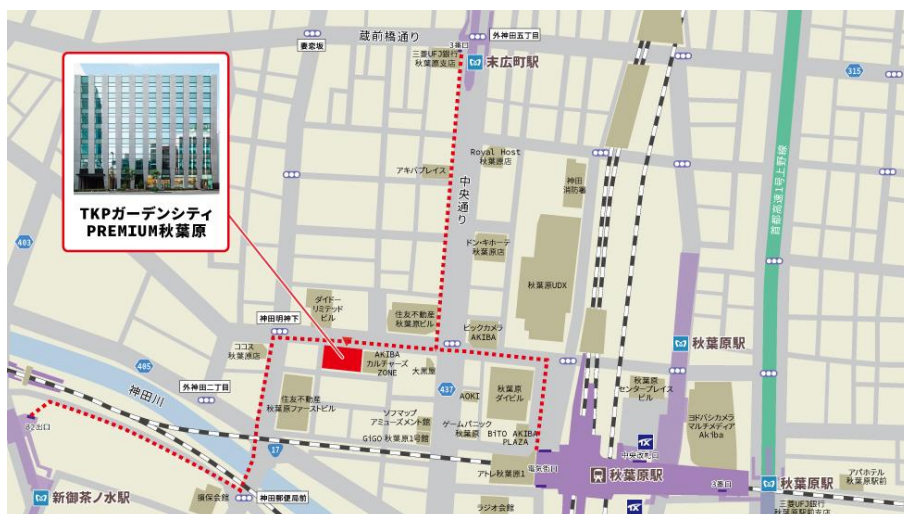 蔵前橋通り
妻恋坂
外神田五丁目
3番口
三菱UFJ銀行
秋葉原支店
末広町駅
315
TKPガーデンシティ
PREMIUM秋葉原
Royal Host
秋葉原店
アキバプレイス
神田
消防署
中央通り
首都高速1号上野線
403
ドン・キホーテ
秋葉原店
秋葉原UDX
ダイドー
リミテッド
ビル
住友不動産
秋葉原ビル
神田明神下
ビックカメラ
AKIBA
秋葉原駅
ココス
秋葉原店
AKIBA
カルチャーズ
ZONE
大黒屋
405
外神田二丁目
437
AOKI
秋葉原
ダイビル
秋葉原
センタープレイス
ビル
神田川
住友不動産
秋葉原ファーストビル
ソフマップ
アミューズメント館
ゲームパニック
秋葉原
BiTO AKIBA
PLAZA
ヨドバシカメラ
マルチメディア
Akiba
B2出口
GiGO 秋葉原1号館
17
電気街口
中央改札口
アトレ秋葉原1
秋葉原駅
3番口
秋葉原駅
アパホテル
秋葉原駅前
新御茶ノ水駅
損保会館
神田郵便局前
ラジオ会館
三菱UFJ銀行
秋葉原駅前支店